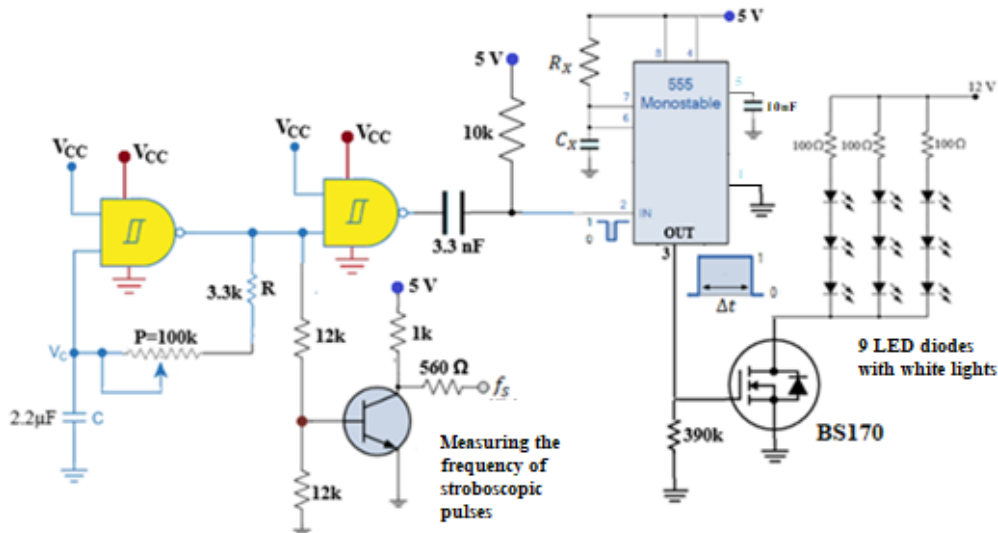 5 V
5 V
R_X
8
4
555
Monostable
7
6
5
10nF
C_X
1
2
IN
1
0
OUT
3
1
0
Δt
12 V
100Ω
100Ω
100Ω
10k
V_CC
V_CC
V_CC
V_CC
3.3 nF
3.3k
R
P=100k
V_C
2.2µF
C
12k
12k
5 V
1k
560 Ω
f_s
Measuring the
frequency of
stroboscopic
pulses
390k
BS170
9 LED diodes
with white lights